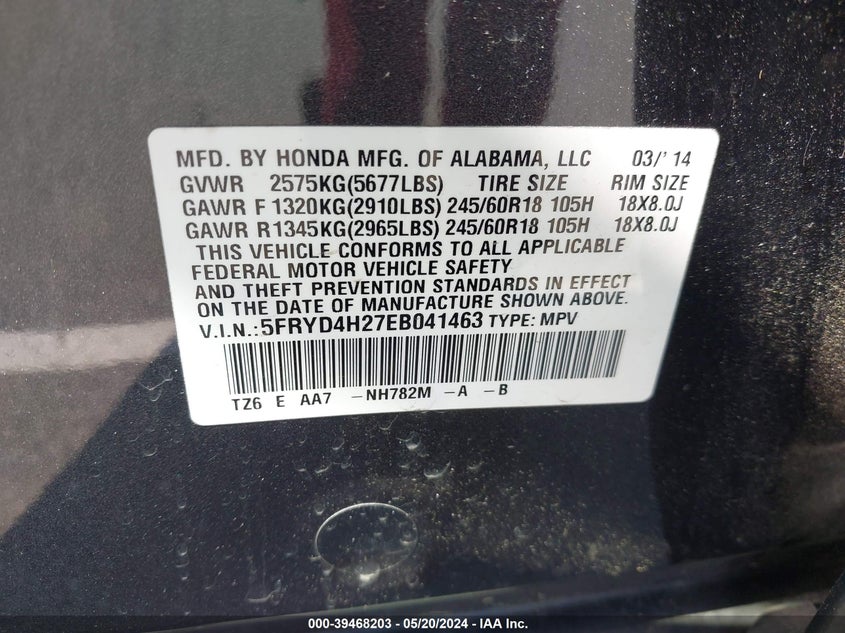 MFD. BY HONDA MFG. OF ALABAMA, LLC 03/' 14
GVWR 2575KG(5677LBS) TIRE SIZE RIM SIZE
GAWR F 1320KG(2910LBS) 245/60R18 105H 18X8.0J
GAWR R1345KG(2965LBS) 245/60R18 105H 18X8.0J
THIS VEHICLE CONFORMS TO ALL APPLICABLE
FEDERAL MOTOR VEHICLE SAFETY
AND THEFT PREVENTION STANDARDS IN EFFECT
ON THE DATE OF MANUFACTURE SHOWN ABOVE.
V.I.N.:5FRYD4H27EB041463 TYPE: MPV
TZ6 E AA7 -NH782M -A -B
000-39468203 - 05/20/2024 - IAA Inc.